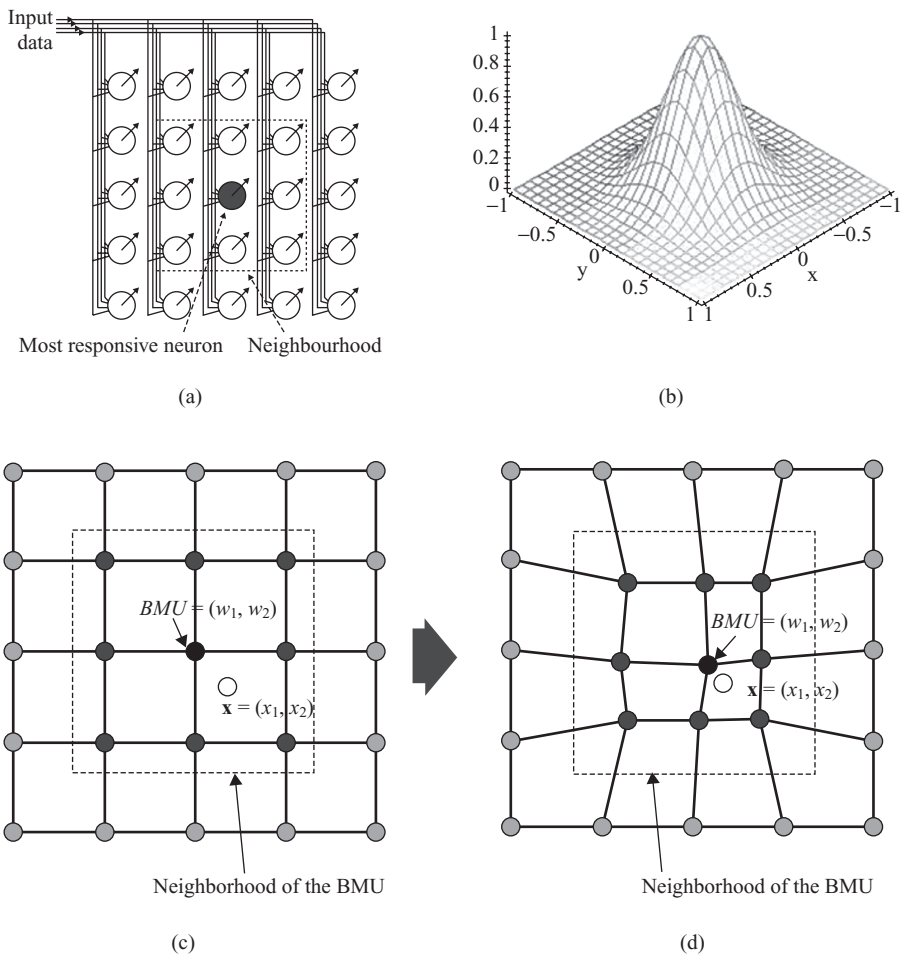 Input
data
Most responsive neuron
Neighbourhood
(a)
1
0.8
0.6
0.4
0.2
0
−1
−0.5
0
y
0.5
1
1
0.5
0
x
−0.5
−1
(b)
BMU = (w1, w2)
x = (x1, x2)
Neighborhood of the BMU
(c)
BMU = (w1, w2)
x = (x1, x2)
Neighborhood of the BMU
(d)